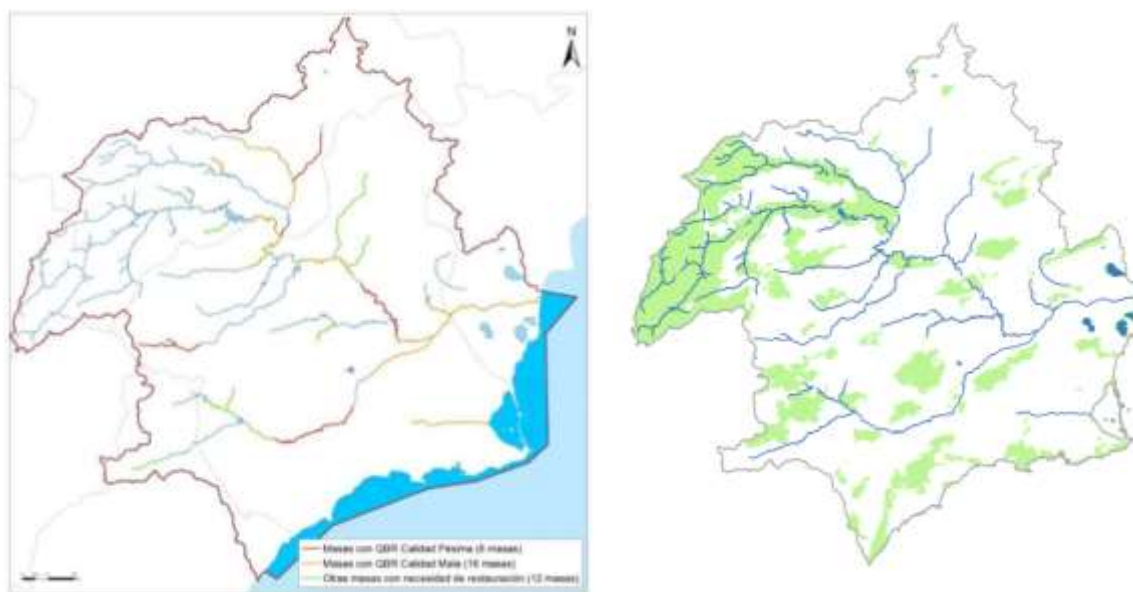 N
Masas con QBR Calidad Pésima (8 masas)
Masas con QBR Calidad Mala (16 masas)
Otras masas con necesidad de restauración (12 masas)